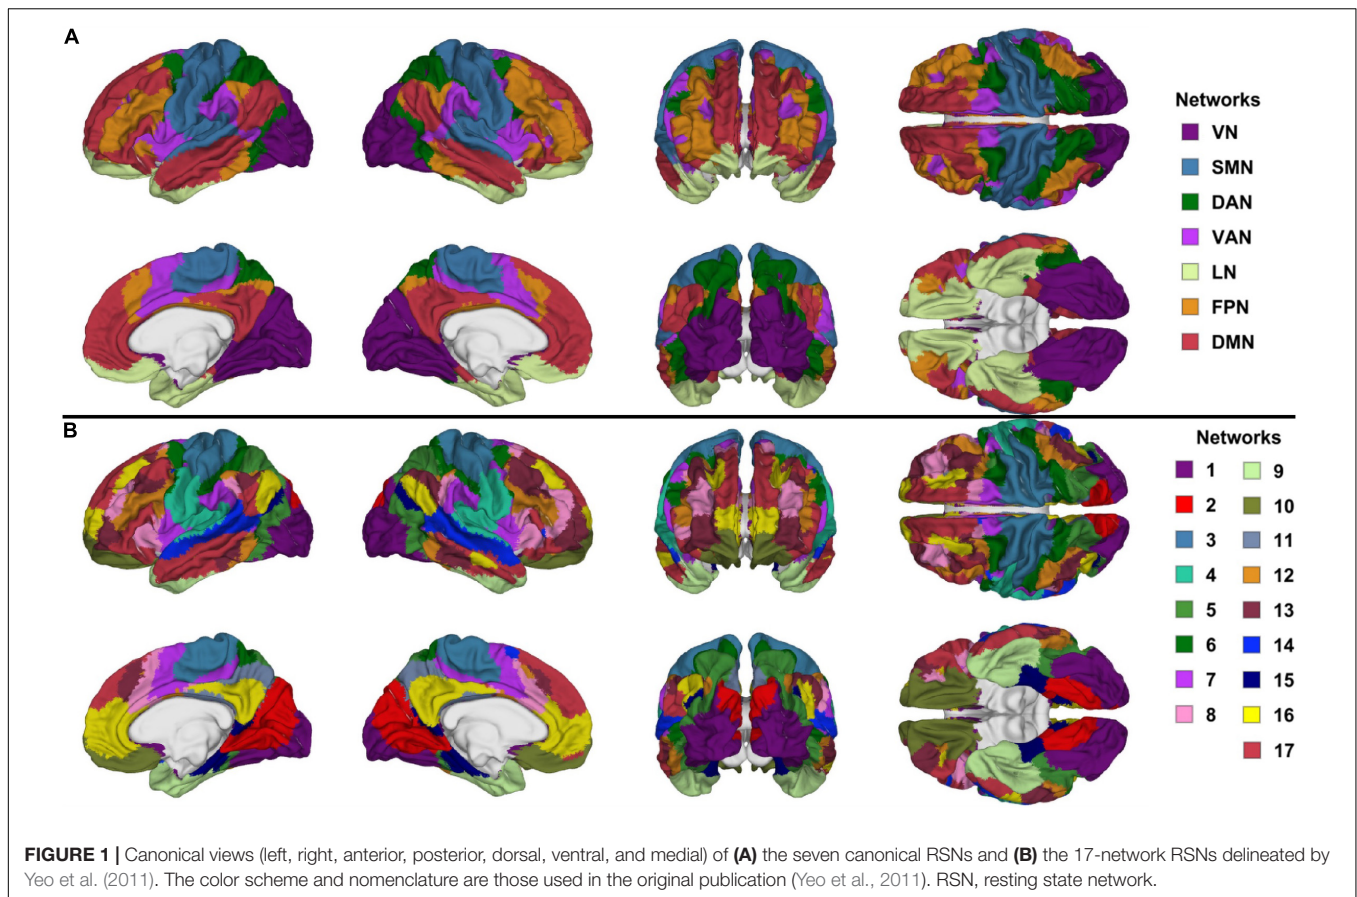 A
Networks
VN
SMN
DAN
VAN
LN
FPN
DMN
B
Networks
1
2
3
4
5
6
7
8
9
10
11
12
13
14
15
16
17
FIGURE 1 | Canonical views (left, right, anterior, posterior, dorsal, ventral, and medial) of (A) the seven canonical RSNs and (B) the 17-network RSNs delineated by
Yeo et al. (2011). The color scheme and nomenclature are those used in the original publication (Yeo et al., 2011). RSN, resting state network.